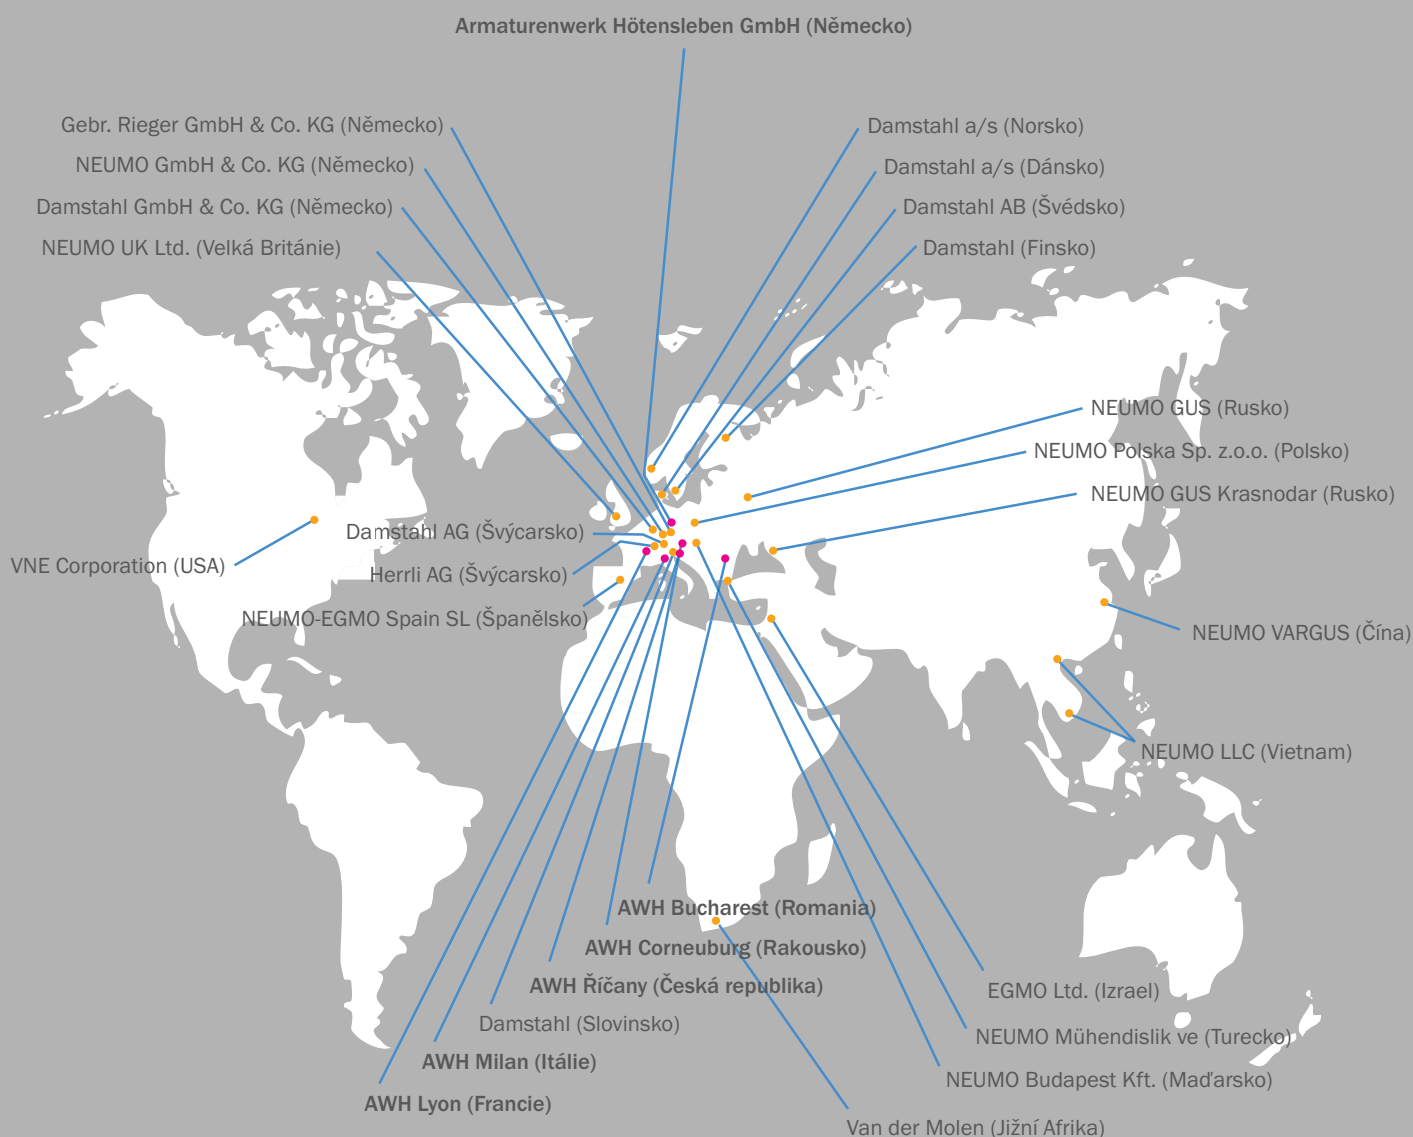 Armaturenwerk Hötensleben GmbH (Německo)
Gebr. Rieger GmbH & Co. KG (Německo)
NEUMO GmbH & Co. KG (Německo)
Damstahl GmbH & Co. KG (Německo)
NEUMO UK Ltd. (Velká Británie)
Damstahl a/s (Norsko)
Damstahl a/s (Dánsko)
Damstahl AB (Švédsko)
Damstahl (Finsko)
NEUMO GUS (Rusko)
NEUMO Polska Sp. z.o.o. (Polsko)
NEUMO GUS Krasnodar (Rusko)
Damstahl AG (Švýcarsko)
VNE Corporation (USA)
Herrli AG (Švýcarsko)
NEUMO-EGMO Spain SL (Španělsko)
NEUMO VARGUS (Čína)
NEUMO LLC (Vietnam)
AWH Bucharest (Romania)
AWH Corneuburg (Rakousko)
AWH Říčany (Česká republika)
Damstahl (Slovinsko)
AWH Milan (Itálie)
AWH Lyon (Francie)
EGMO Ltd. (Izrael)
NEUMO Mühendislik ve (Turecko)
NEUMO Budapest Kft. (Maďarsko)
Van der Molen (Jižní Afrika)